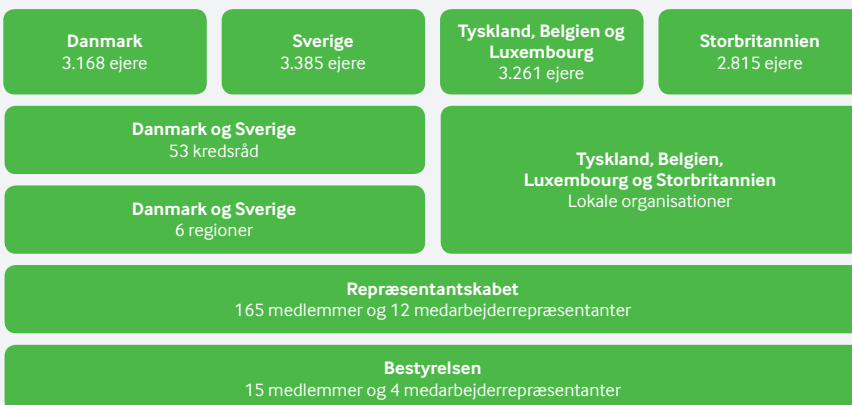 Danmark
3.168 ejere
Sverige
3.385 ejere
Tyskland, Belgien og
Luxembourg
3.261 ejere
Storbritannien
2.815 ejere
Danmark og Sverige
53 kredsråd
Danmark og Sverige
6 regioner
Tyskland, Belgien,
Luxembourg og Storbritannien
Lokale organisationer
Repræsentantskabet
165 medlemmer og 12 medarbejderrepræsentanter
Bestyrelsen
15 medlemmer og 4 medarbejderrepræsentanter